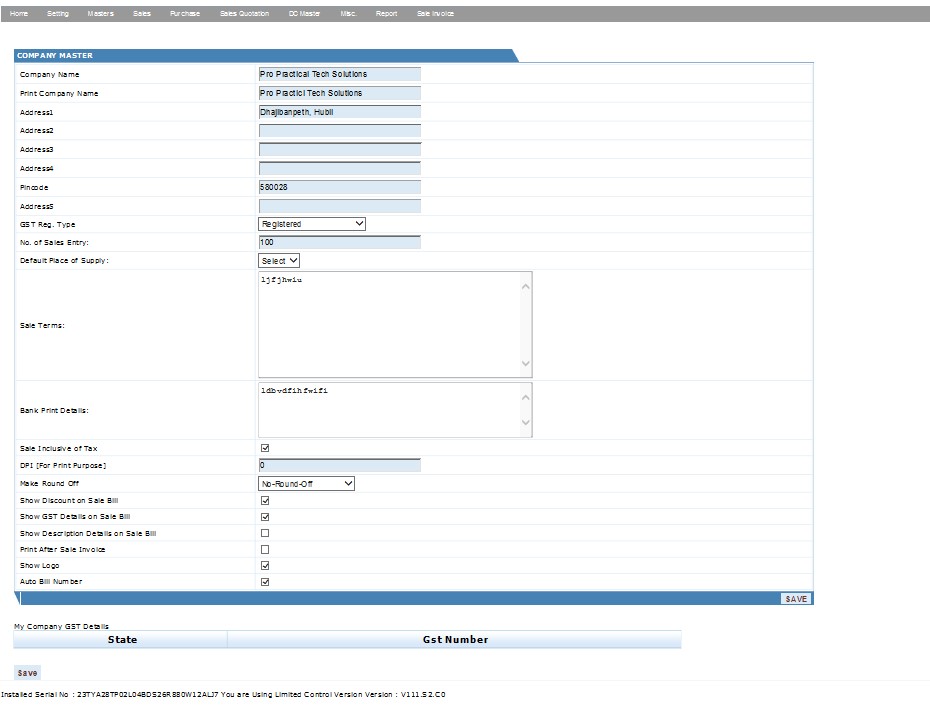 Home Setting Masters Sales Purchase Sales Quotation DC Master Misc. Report Sale Invoice
COMPANY MASTER
Company Name Pro Practical Tech Solutions
Print Company Name Pro Practicl Tech Solutions
Address1 Dhajibanpeth, Hubli
Address2
Address3
Address4
Pincode 580028
Address5
GST Reg. Type Registered
No. of Sales Entry: 100
Default Place of Supply: Select
Sale Terms: ljfjhwiu
Bank Print Details: ldbvdfihfwifi
Sale Inclusive of Tax
DPI [For Print Purpose] 0
Make Round Off No-Round-Off
Show Discount on Sale Bill
Show GST Details on Sale Bill
Show Description Details on Sale Bill
Print After Sale Invoice
Show Logo
Auto Bill Number
SAVE
My Company GST Details
State Gst Number
Save
Installed Serial No : 23TYA28TP02L04BDS26R880W12ALJ7 You are Using Limited Control Version Version : V111.S2.C0